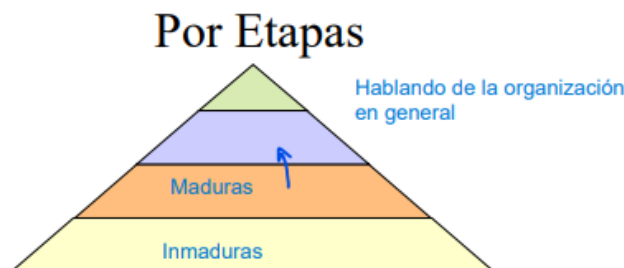 Por Etapas
Hablando de la organización
en general
Maduras
Inmaduras